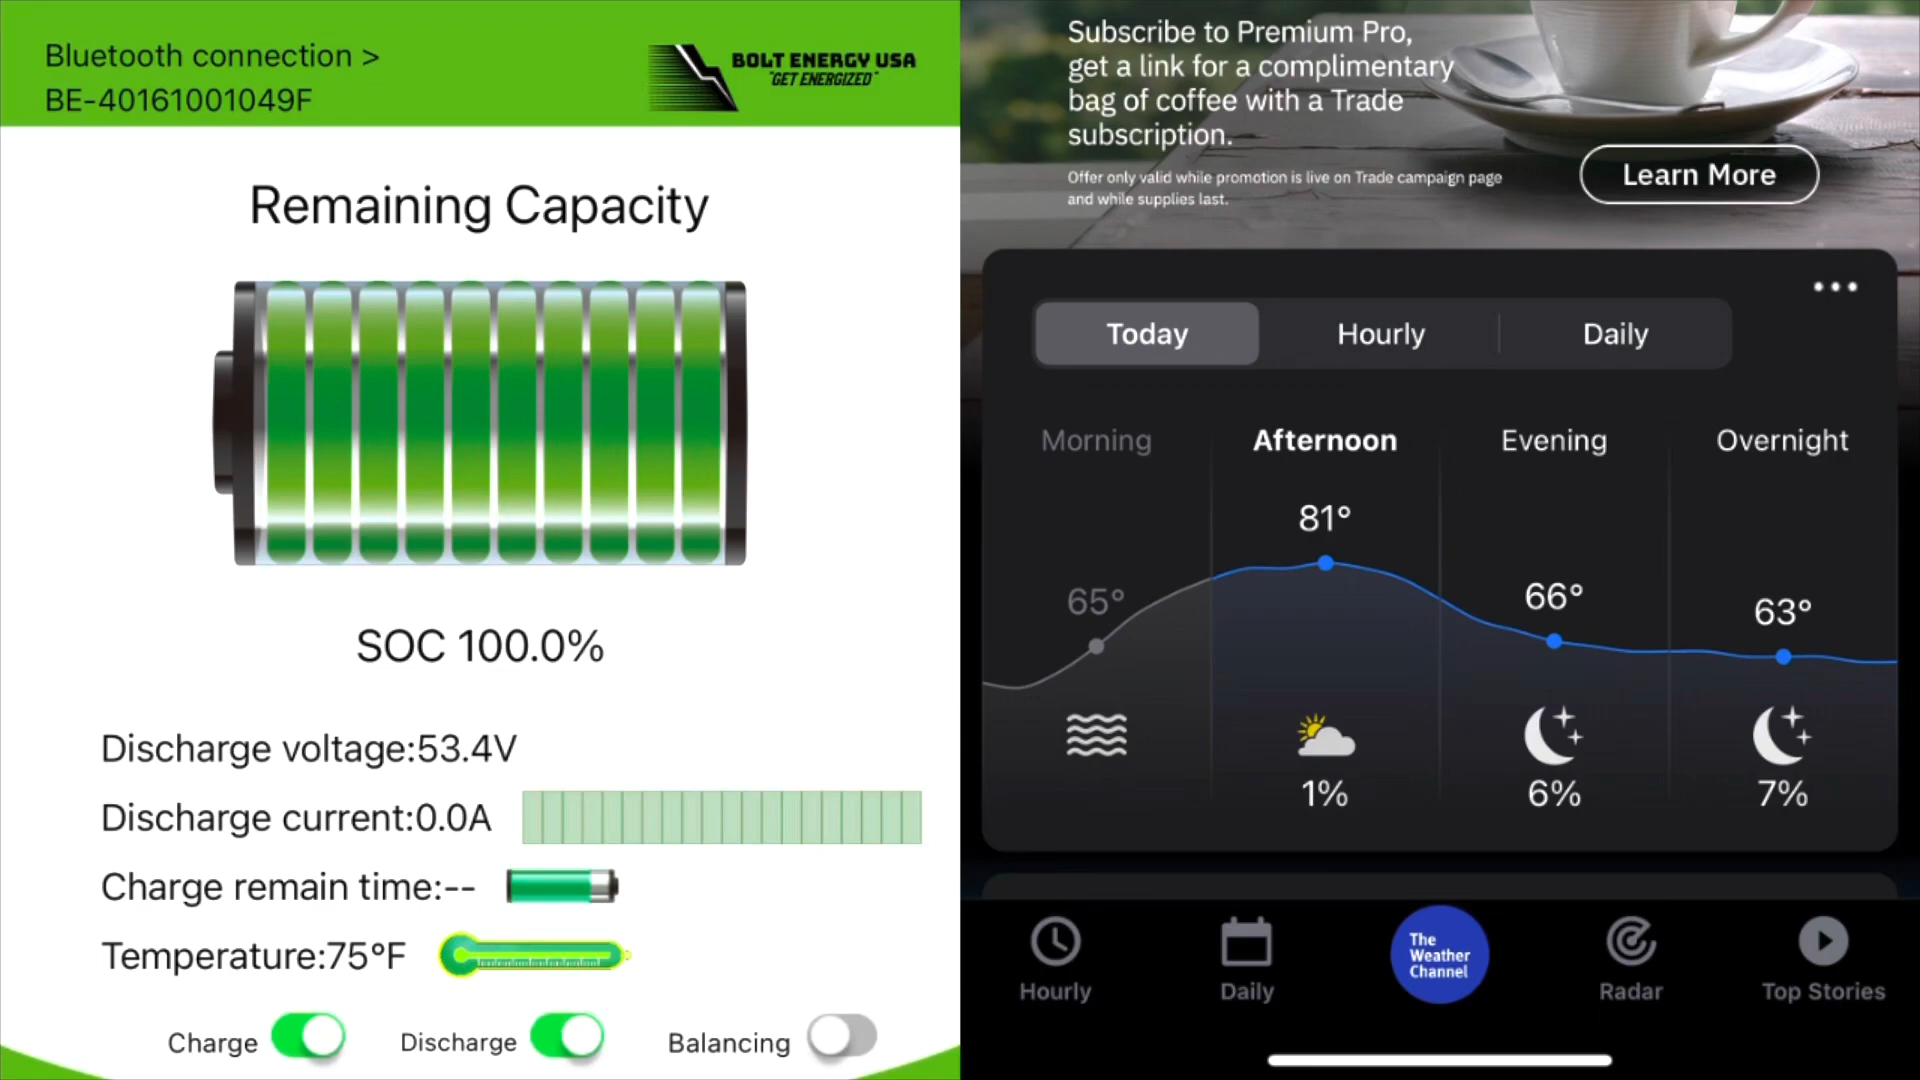 Bluetooth connection >
BE-40161001049F
BOLT ENERGY USA
"GET ENERGIZED"
Remaining Capacity
SOC 100.0%
Discharge voltage:53.4V
Discharge current:0.0A
Charge remain time:--
Temperature:75°F
Charge
Discharge
Balancing
Subscribe to Premium Pro,
get a link for a complimentary
bag of coffee with a Trade
subscription.
Offer only valid while promotion is live on Trade campaign page
and while supplies last.
Learn More
Today Hourly Daily
Morning Afternoon Evening Overnight
65° 81° 66° 63°
1% 6% 7%
The
Weather
Channel
Hourly Daily Radar Top Stories